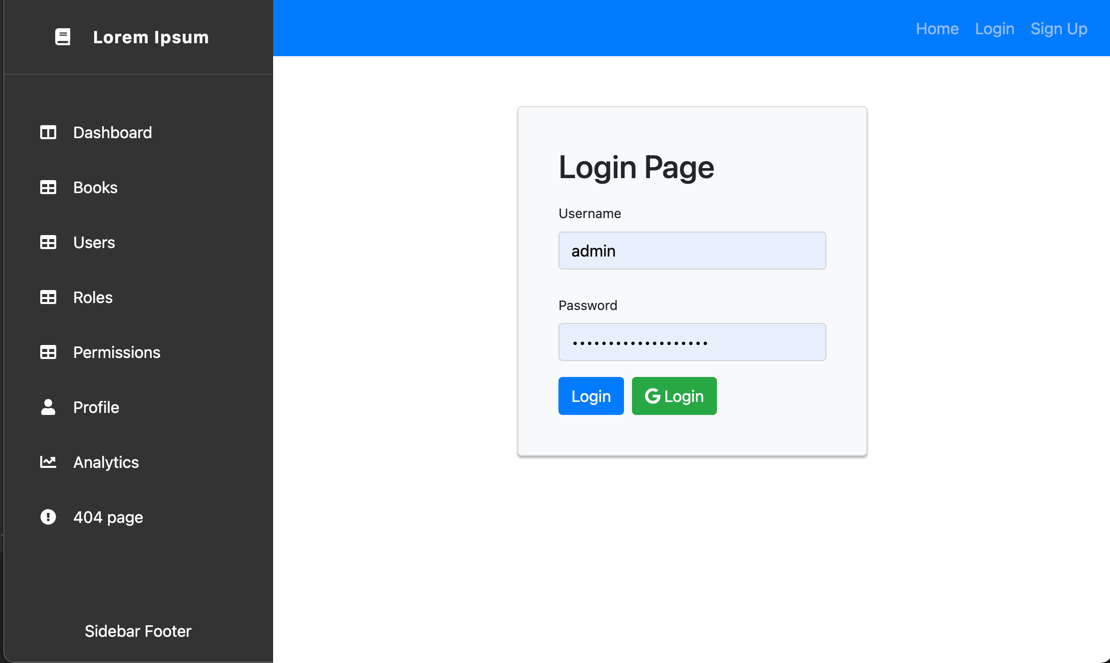 Lorem Ipsum
Home Login Sign Up
Dashboard
Books
Users
Roles
Permissions
Profile
Analytics
404 page
Sidebar Footer
Login Page
Username
admin
Password
•••••••••••••••••••
Login
G Login